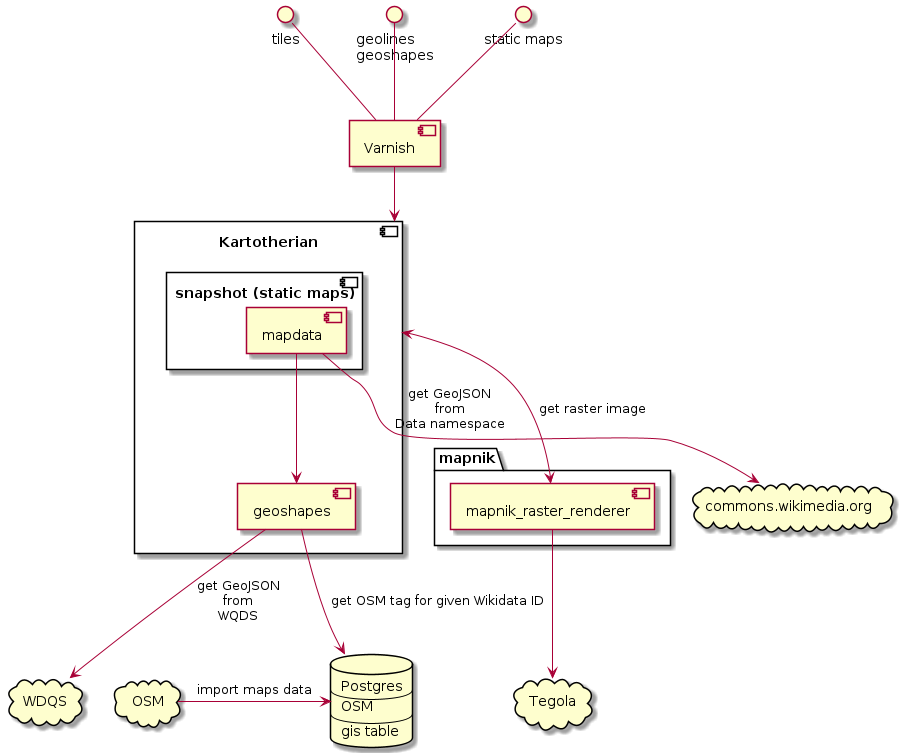 tiles
geolines
geoshapes
static maps
Varnish
Kartotherian
snapshot (static maps)
mapdata
get GeoJSON
from
Data namespace
get raster image
mapnik
geoshapes
mapnik_raster_renderer
commons.wikimedia.org
get GeoJSON
from
WQDS
get OSM tag for given Wikidata ID
WDQS
OSM
import maps data
Postgres
OSM
gis table
Tegola